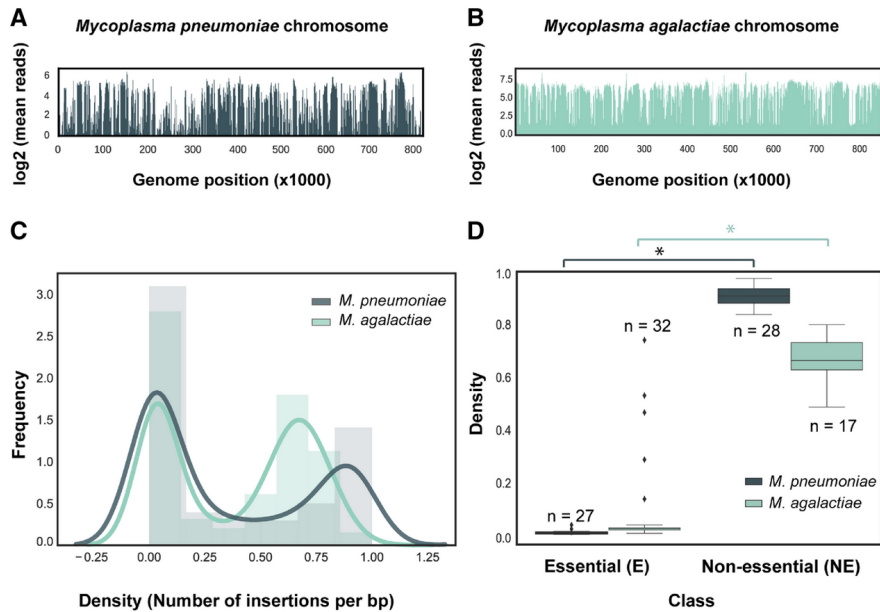 A
Mycoplasma pneumoniae chromosome
log2 (mean reads)
6
4
2
0
0 100 200 300 400 500 600 700 800
Genome position (x1000)
B
Mycoplasma agalactiae chromosome
log2 (mean reads)
7.5
5.0
2.5
0.0
100 200 300 400 500 600 700 800
Genome position (x1000)
C
Frequency
3.0
2.5
2.0
1.5
1.0
0.5
0.0
M. pneumoniae
M. agalactiae
−0.25 0.00 0.25 0.50 0.75 1.00 1.25
Density (Number of insertions per bp)
D
*
*
Density
1.0
0.8
0.6
0.4
0.2
0.0
n = 32
n = 28
n = 17
n = 27
M. pneumoniae
M. agalactiae
Essential (E) Non-essential (NE)
Class